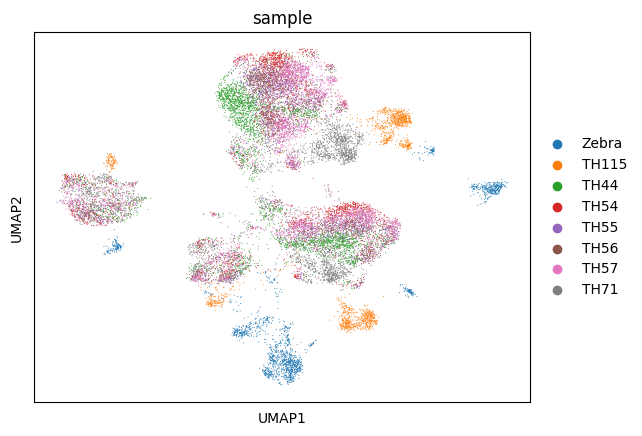 sample
Zebra
TH115
TH44
TH54
TH55
TH56
TH57
TH71
UMAP2
UMAP1